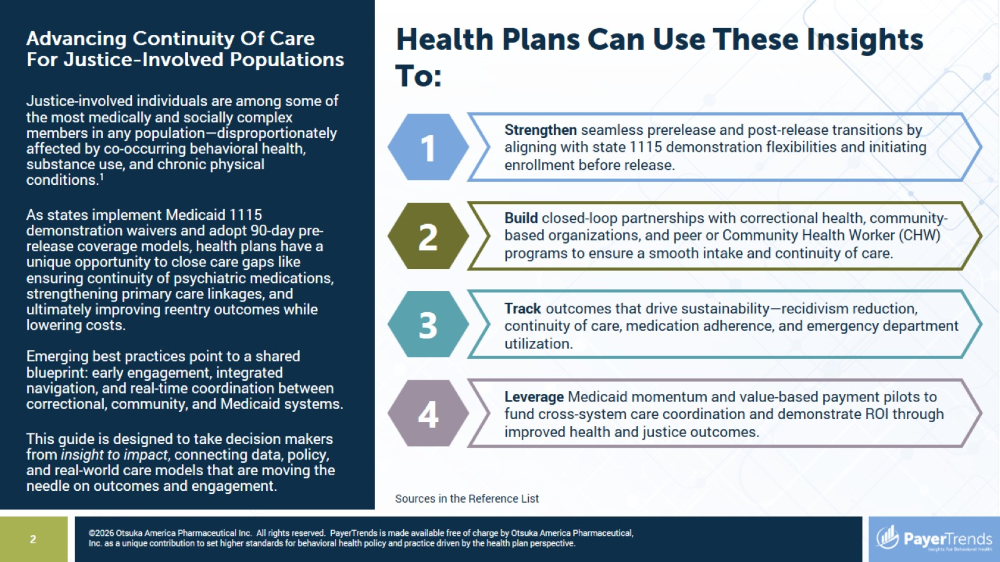 Advancing Continuity Of Care
For Justice-Involved Populations
Justice-involved individuals are among some of
the most medically and socially complex
members in any population—disproportionately
affected by co-occurring behavioral health,
substance use, and chronic physical
conditions.¹
As states implement Medicaid 1115
demonstration waivers and adopt 90-day pre-
release coverage models, health plans have a
unique opportunity to close care gaps like
ensuring continuity of psychiatric medications,
strengthening primary care linkages, and
ultimately improving reentry outcomes while
lowering costs.
Emerging best practices point to a shared
blueprint: early engagement, integrated
navigation, and real-time coordination between
correctional, community, and Medicaid systems.
This guide is designed to take decision makers
from insight to impact, connecting data, policy,
and real-world care models that are moving the
needle on outcomes and engagement.
Health Plans Can Use These Insights
To:
1
Strengthen seamless prerelease and post-release transitions by
aligning with state 1115 demonstration flexibilities and initiating
enrollment before release.
2
Build closed-loop partnerships with correctional health, community-
based organizations, and peer or Community Health Worker (CHW)
programs to ensure a smooth intake and continuity of care.
3
Track outcomes that drive sustainability—recidivism reduction,
continuity of care, medication adherence, and emergency department
utilization.
4
Leverage Medicaid momentum and value-based payment pilots to
fund cross-system care coordination and demonstrate ROI through
improved health and justice outcomes.
Sources in the Reference List
2
©2026 Otsuka America Pharmaceutical Inc. All rights reserved. PayerTrends is made available free of charge by Otsuka America Pharmaceutical,
Inc. as a unique contribution to set higher standards for behavioral health policy and practice driven by the health plan perspective.
PayerTrends
Insights For Behavioral Health